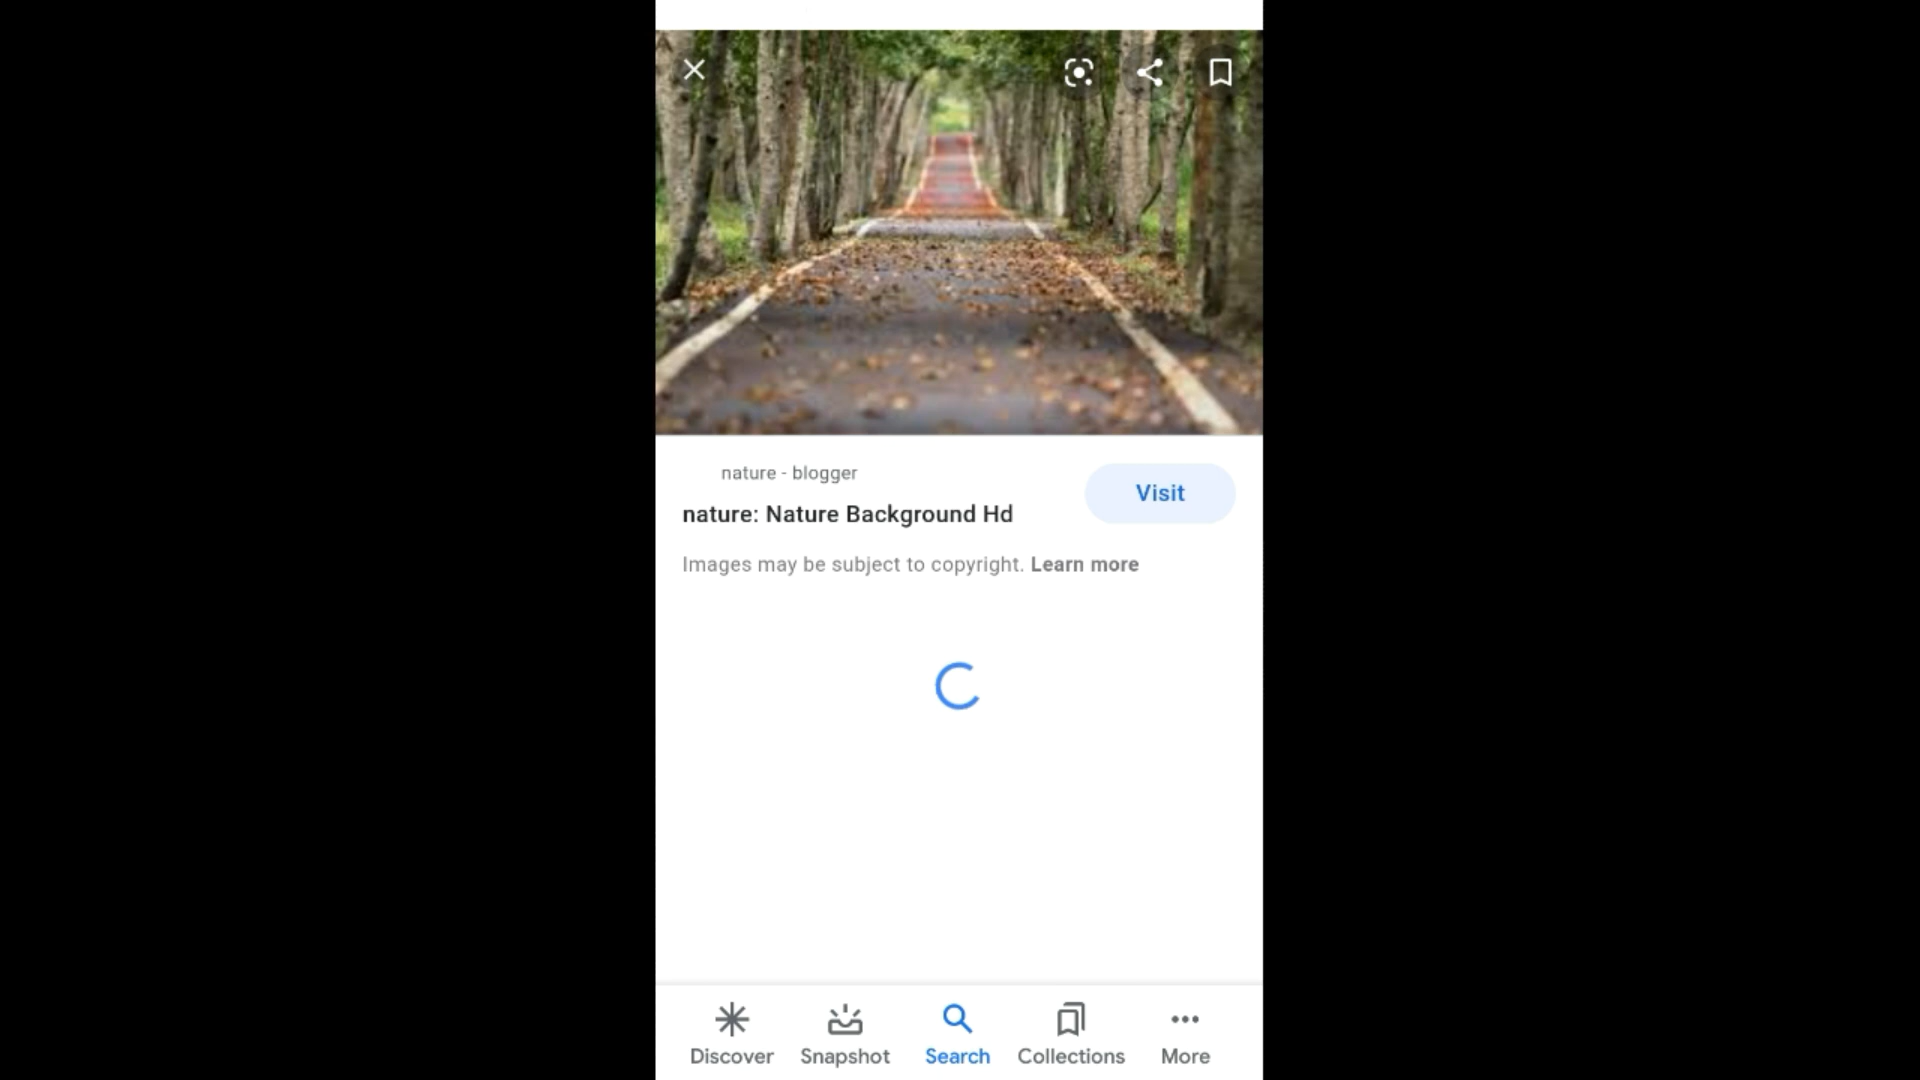 nature - blogger
Visit
nature: Nature Background Hd
Images may be subject to copyright. Learn more
Discover
Snapshot
Search
Collections
More